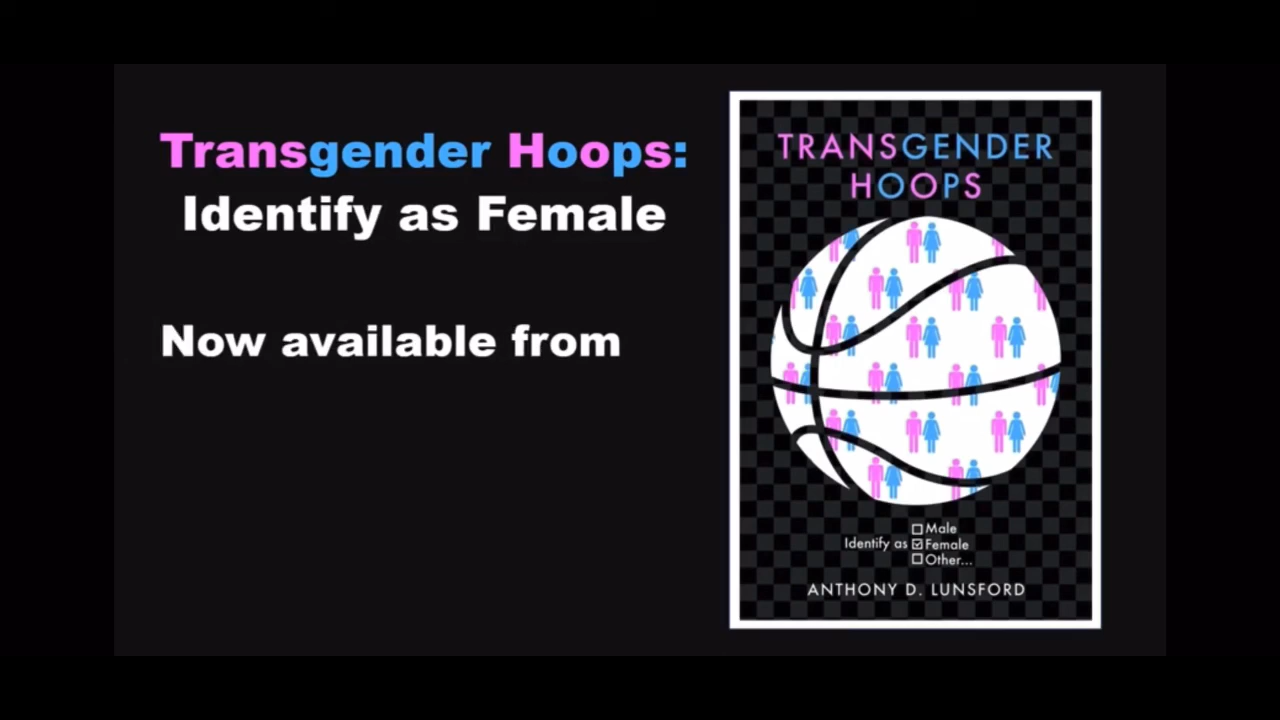 Transgender Hoops:
Identify as Female
Now available from
TRANSGENDER
HOOPS
Male
Identify as Female
Other...
ANTHONY D. LUNSFORD